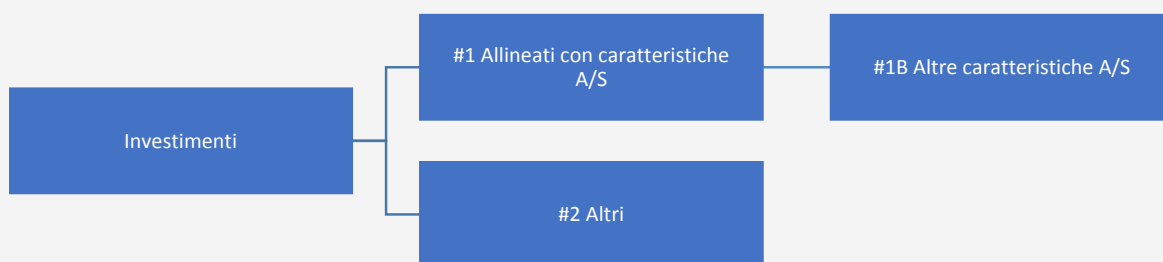 Investimenti
#1 Allineati con caratteristiche
A/S
#1B Altre caratteristiche A/S
#2 Altri